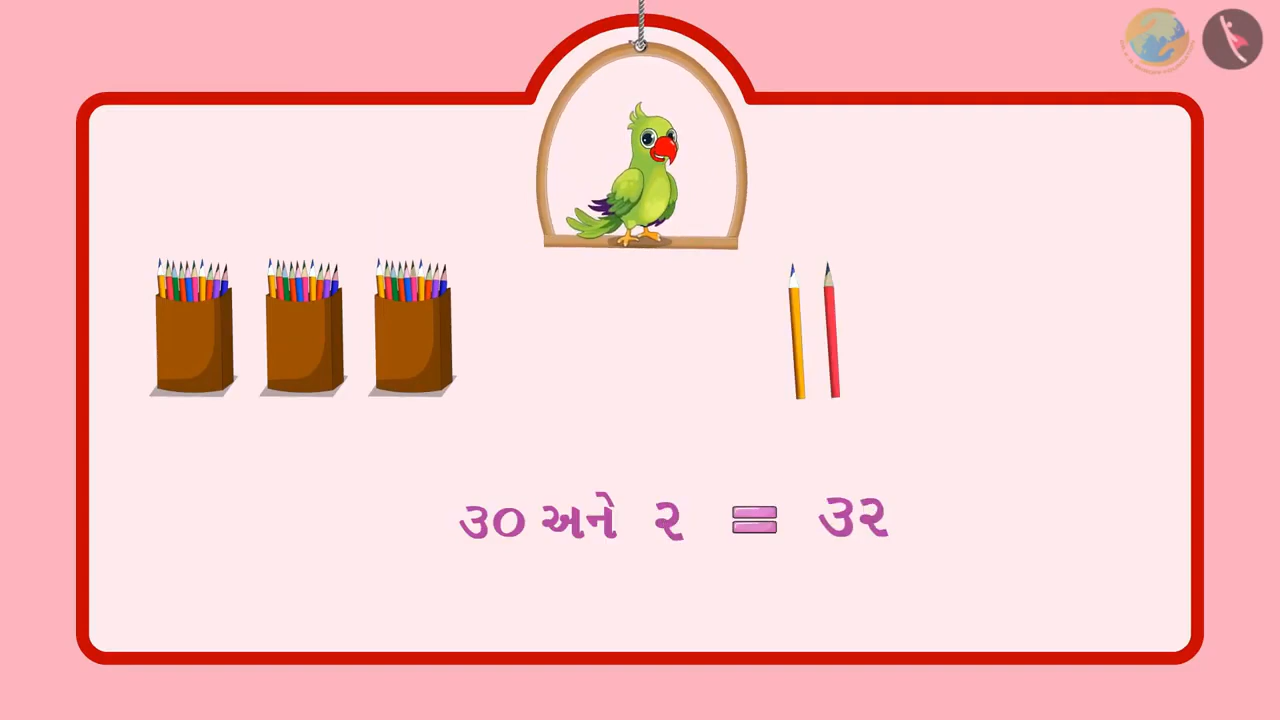 ૩૦ અને ૨ = ૩૨